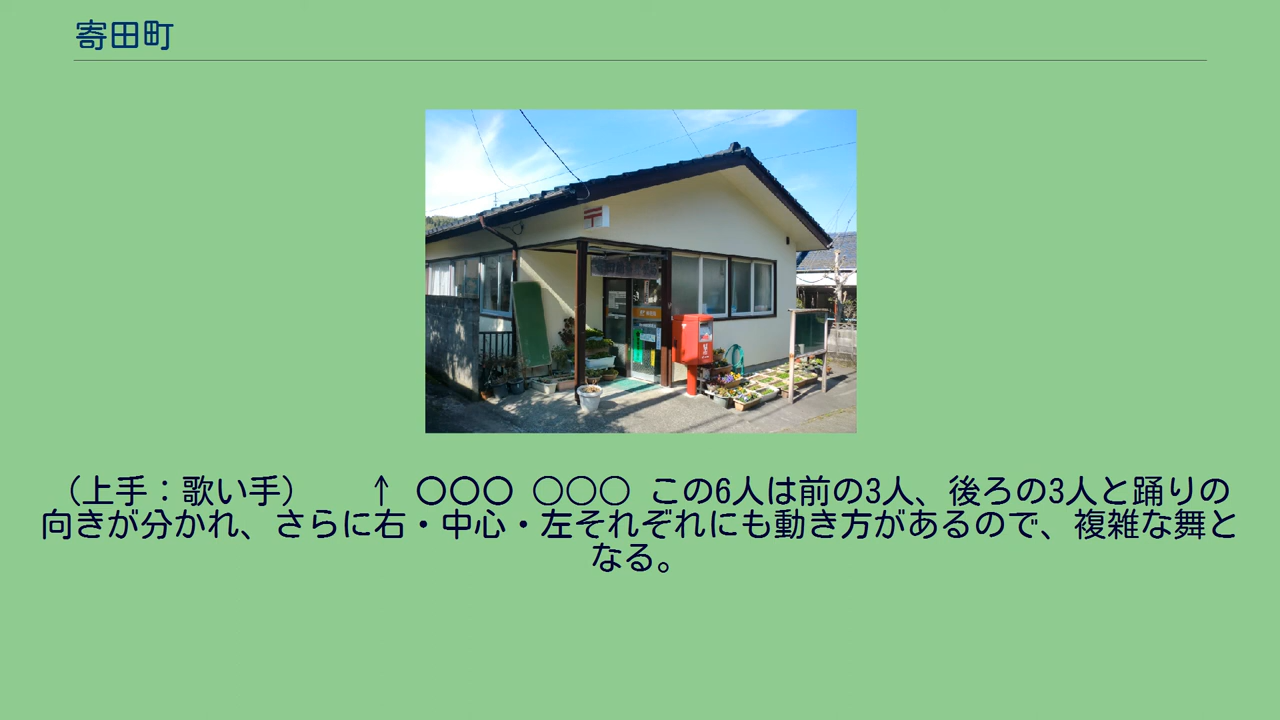 寄田町
（上手：歌い手）　　↑ 〇〇〇 ○○○ この6人は前の3人、後ろの3人と踊りの
向きが分かれ、さらに右・中心・左それぞれにも動き方があるので、複雑な舞と
なる。